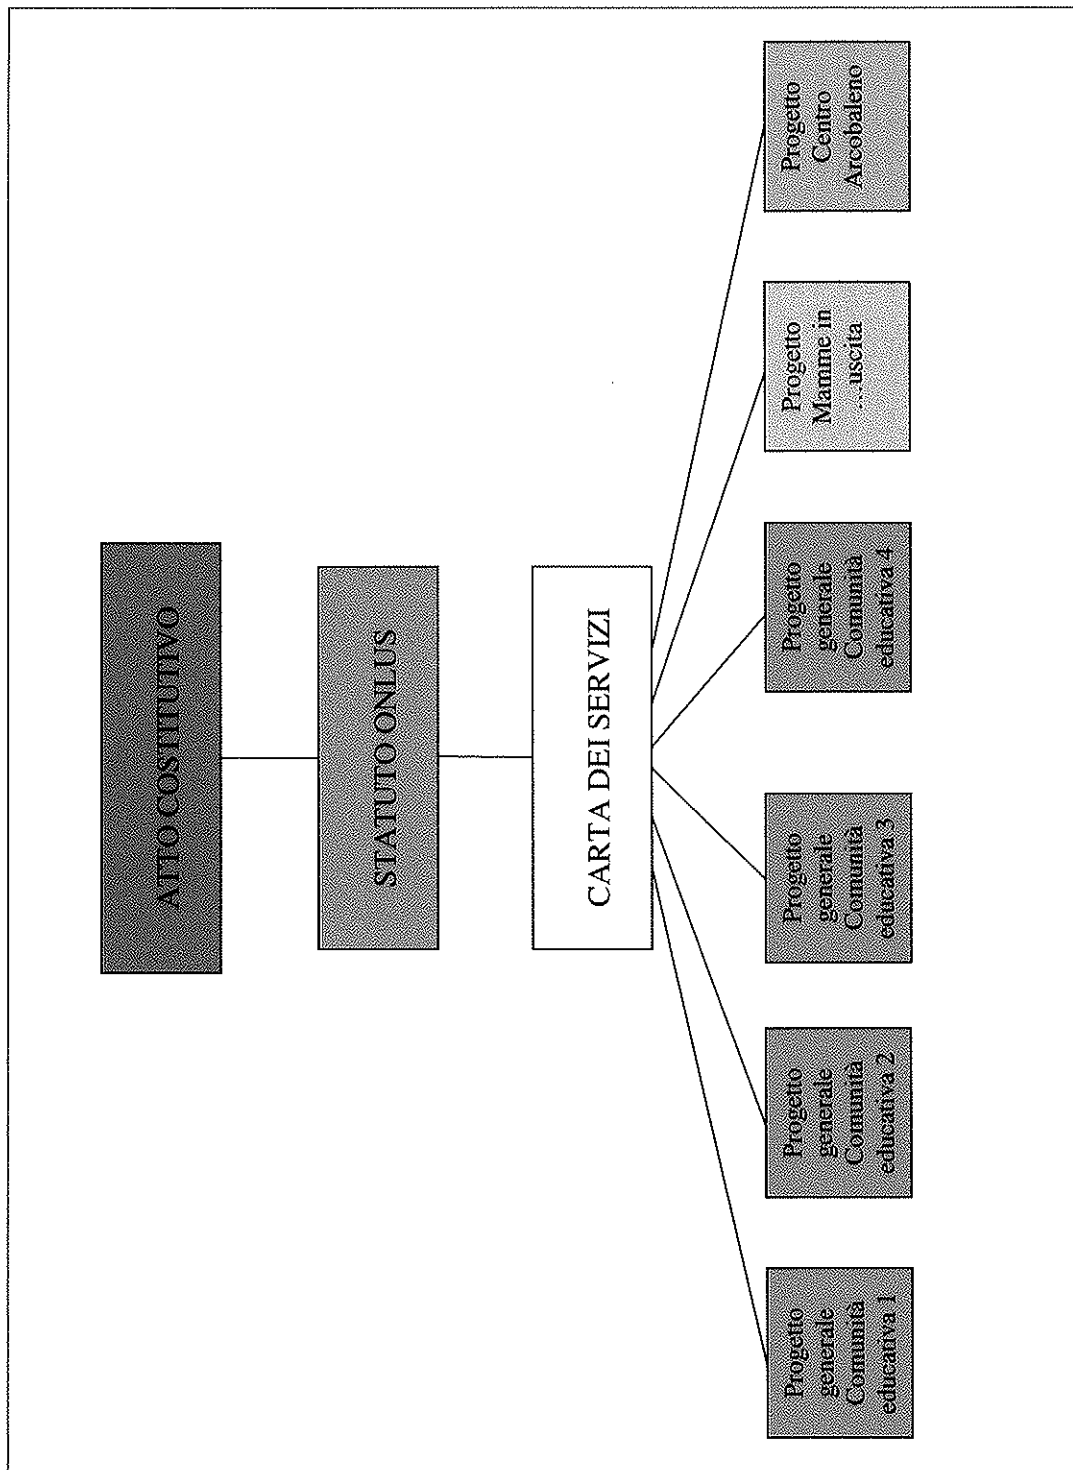 ATTO COSTITUTIVO
STATUTO ONLUS
CARTA DEI SERVIZI
Progetto
generale
Comunità
educativa 1
Progetto
generale
Comunità
educativa 2
Progetto
generale
Comunità
educativa 3
Progetto
generale
Comunità
educativa 4
Progetto
Mamme in
…uscita
Progetto
Centro
Arcobaleno